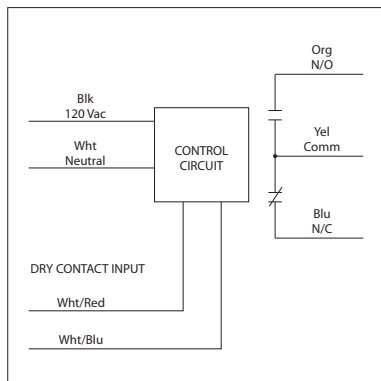 Org
N/O
Blk
120 Vac
Yel
Comm
Wht
Neutral
CONTROL
CIRCUIT
Blu
N/C
DRY CONTACT INPUT
Wht/Red
Wht/Blu